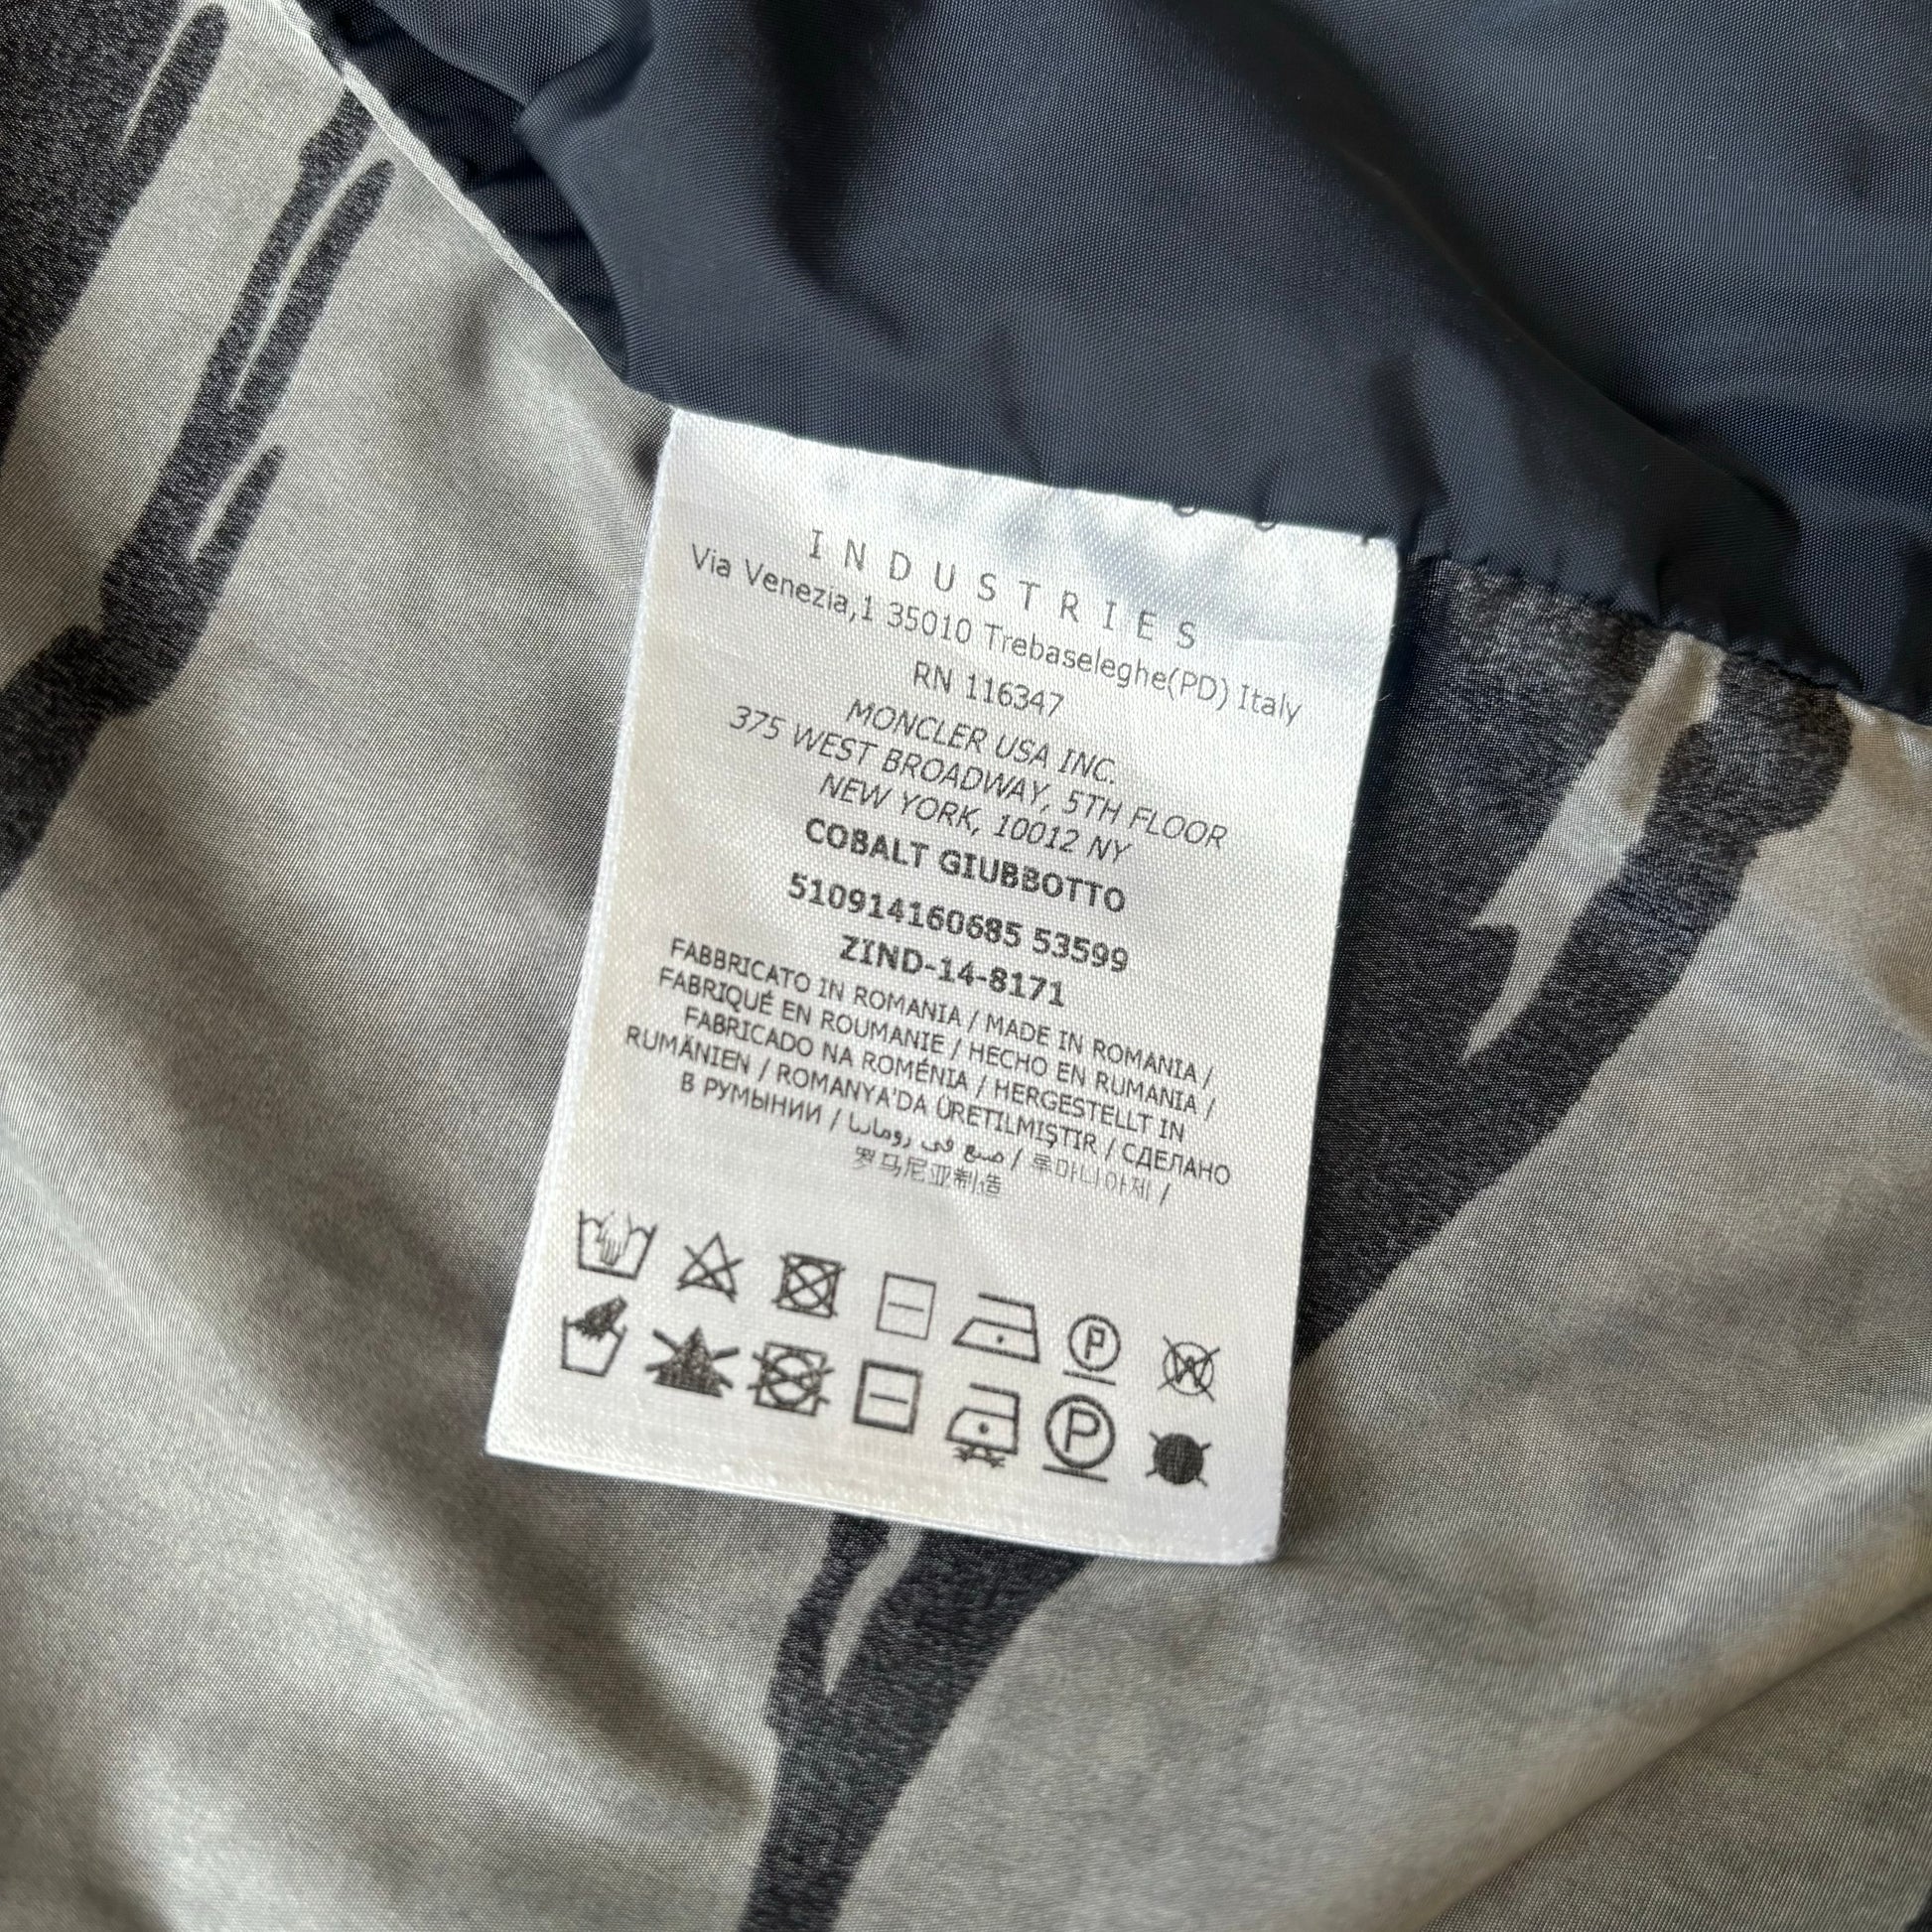 INDUSTRIES
Via Venezia,1 35010 Trebaseleghe(PD) Italy
RN 116347
MONCLER USA INC.
375 WEST BROADWAY, 5TH FLOOR
NEW YORK, 10012 NY
COBALT GIUBBOTTO
510914160685 53599
ZIND-14-8171
FABBRICATO IN ROMANIA / MADE IN ROMANIA /
FABRIQUÉ EN ROUMANIE / HECHO EN RUMANIA /
FABRICADO NA ROMÉNIA / HERGESTELLT IN
RUMÄNIEN / ROMANYA'DA ÜRETILMIŞTIR / СДЕЛАНО
В РУМЫНИИ / صنع في رومانيا / 루마니아제 /
罗马尼亚制造
P W
P